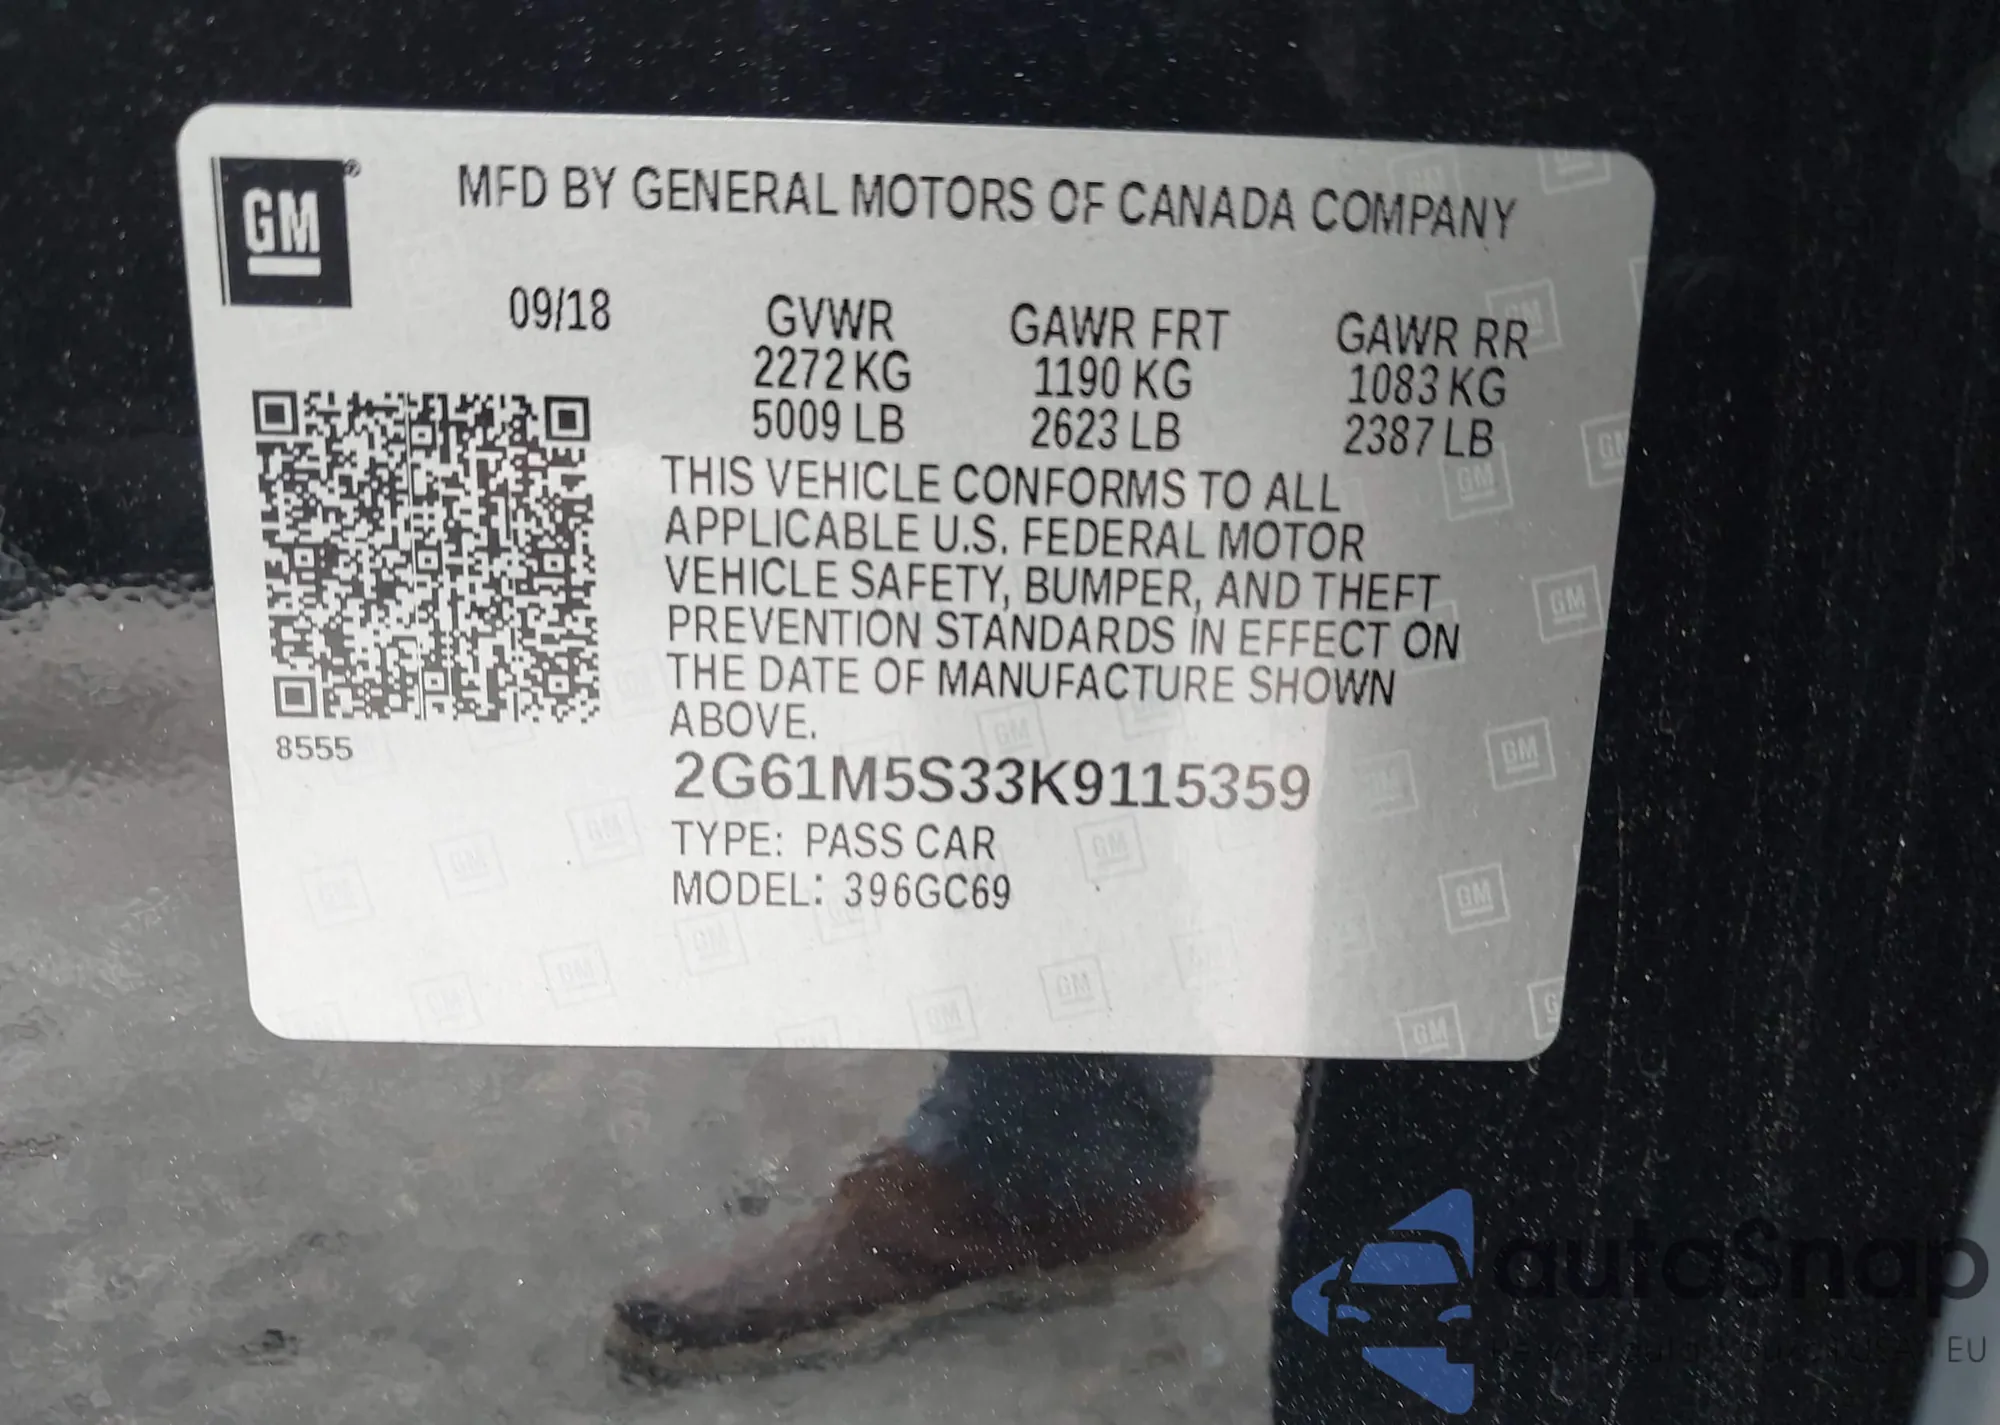 GM
MFD BY GENERAL MOTORS OF CANADA COMPANY
09/18 GVWR GAWR FRT GAWR RR
2272 KG 1190 KG 1083 KG
5009 LB 2623 LB 2387 LB
THIS VEHICLE CONFORMS TO ALL
APPLICABLE U.S. FEDERAL MOTOR
VEHICLE SAFETY, BUMPER, AND THEFT
PREVENTION STANDARDS IN EFFECT ON
THE DATE OF MANUFACTURE SHOWN
ABOVE.
8555
2G61M5S33K9115359
TYPE: PASS CAR
MODEL: 396GC69
autoSnap
EU